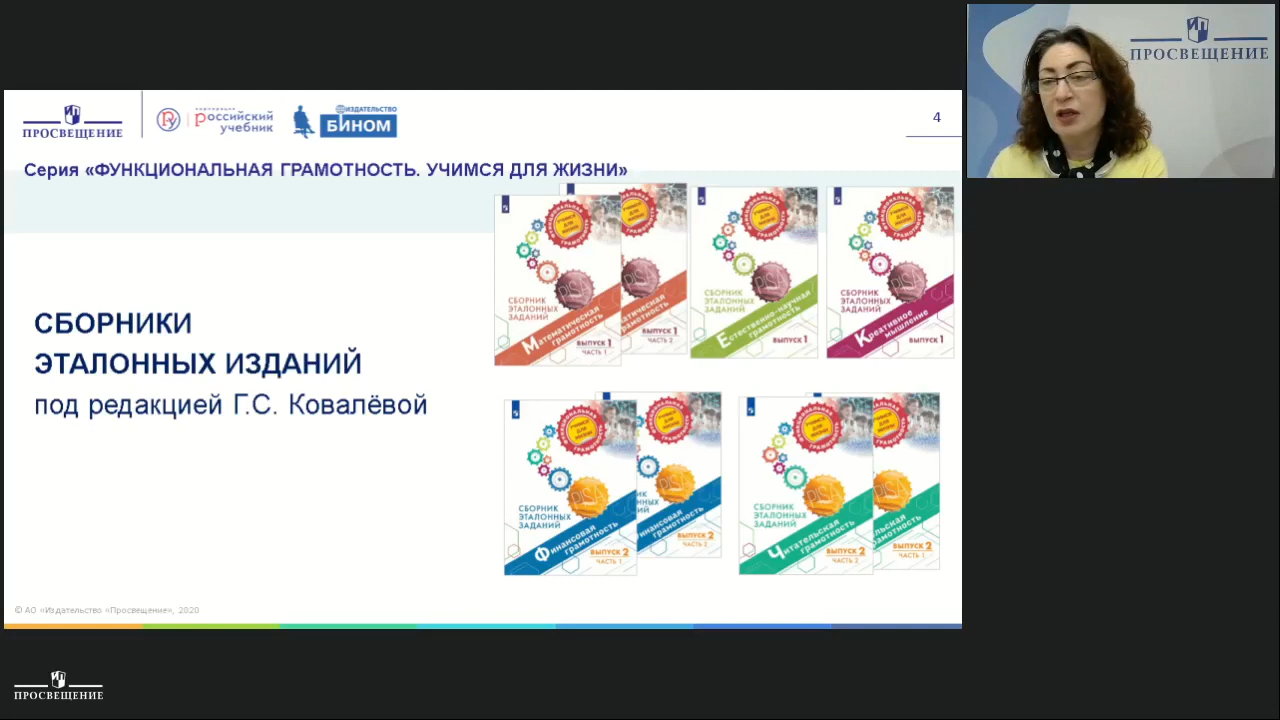 ПРОСВЕЩЕНИЕ
российский
учебник
ИЗДАТЕЛЬСТВО
БИНОМ
4
ПРОСВЕЩЕНИЕ
Серия «ФУНКЦИОНАЛЬНАЯ ГРАМОТНОСТЬ. УЧИМСЯ ДЛЯ ЖИЗНИ»
СБОРНИКИ
ЭТАЛОННЫХ ИЗДАНИЙ
под редакцией Г.С. Ковалёвой
СБОРНИК
ЭТАЛОННЫХ
ЗАДАНИЙ
Математическая
грамотность
ВЫПУСК 1
ЧАСТЬ 1
ВЫПУСК 1
ЧАСТЬ 2
СБОРНИК
ЭТАЛОННЫХ
ЗАДАНИЙ
Естественно-научная
грамотность
ВЫПУСК 1
СБОРНИК
ЭТАЛОННЫХ
ЗАДАНИЙ
Креативное
мышление
ВЫПУСК 1
СБОРНИК
ЭТАЛОННЫХ
ЗАДАНИЙ
Финансовая
грамотность
ВЫПУСК 2
ЧАСТЬ 1
ВЫПУСК 2
ЧАСТЬ 2
СБОРНИК
ЭТАЛОННЫХ
ЗАДАНИЙ
Читательская
грамотность
ВЫПУСК 2
ЧАСТЬ 2
ВЫПУСК 2
ЧАСТЬ 1
© АО «Издательство «Просвещение», 2020
ПРОСВЕЩЕНИЕ